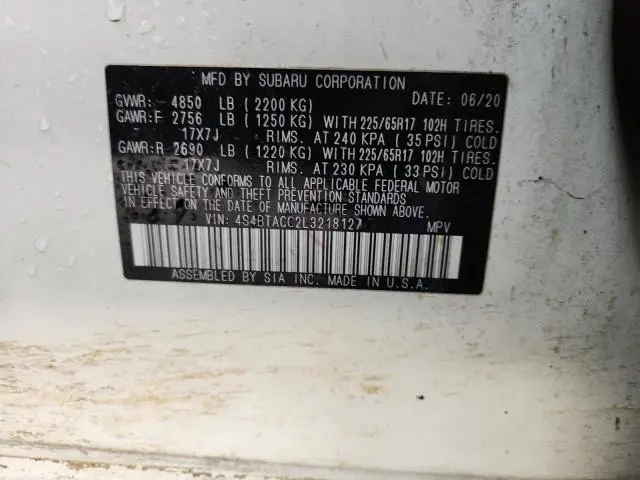 MFD BY SUBARU CORPORATION
GVWR: 4850 LB ( 2200 KG) DATE: 06/20
GAWR:F 2756 LB ( 1250 KG) WITH 225/65R17 102H TIRES,
17X7J RIMS. AT 240 KPA ( 35 PSI) COLD
GAWR:R 2690 LB ( 1220 KG) WITH 225/65R17 102H TIRES,
17X7J RIMS. AT 230 KPA ( 33 PSI) COLD
THIS VEHICLE CONFORMS TO ALL APPLICABLE FEDERAL MOTOR
VEHICLE SAFETY AND THEFT PREVENTION STANDARDS
IN EFFECT ON THE DATE OF MANUFACTURE SHOWN ABOVE.
VIN: 4S4BTACC2L3218127 MPV
ASSEMBLED BY SIA INC. MADE IN U.S.A.